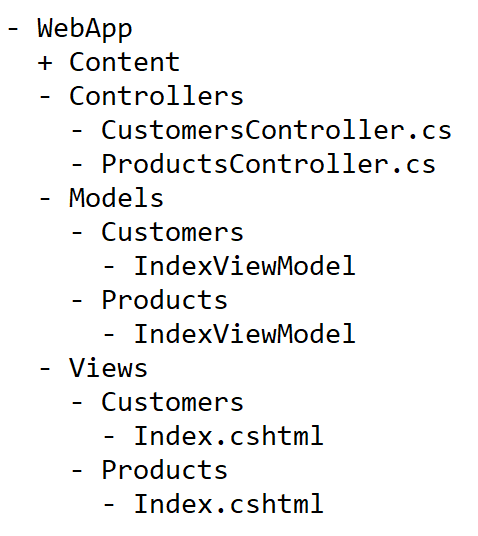 - WebApp
  + Content
  - Controllers
    - CustomersController.cs
    - ProductsController.cs
  - Models
    - Customers
      - IndexViewModel
    - Products
      - IndexViewModel
  - Views
    - Customers
      - Index.cshtml
    - Products
      - Index.cshtml